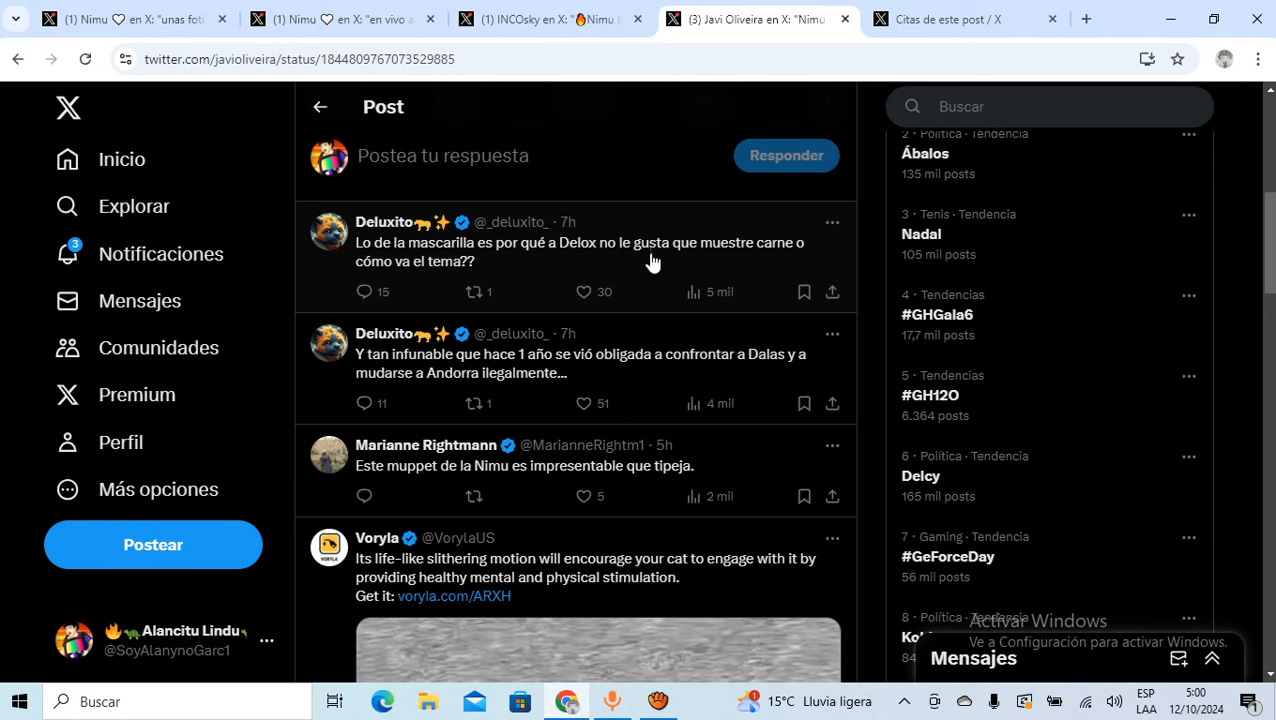 (1) Nimu ♡ en X: "unas foti
(1) Nimu ♡ en X: "en vivo a
(1) INCOsky en X: "🔥Nimu h
(3) Javi Oliveira en X: "Nimu
Citas de este post / X
twitter.com/javioliveira/status/1844809767073529885
Inicio
Explorar
3
Notificaciones
Mensajes
Comunidades
Premium
Perfil
Más opciones
Postear
🔥🐢Alancitu Lindu
@SoyAlanynoGarc1
Post
Postea tu respuesta
Responder
Deluxito🐆✨ @_deluxito_ · 7h
Lo de la mascarilla es por qué a Delox no le gusta que muestre carne o
cómo va el tema??
15 1 30 5 mil
Deluxito🐆✨ @_deluxito_ · 7h
Y tan infunable que hace 1 año se vió obligada a confrontar a Dalas y a
mudarse a Andorra ilegalmente...
11 1 51 4 mil
Marianne Rightmann @MarianneRightm1 · 5h
Este muppet de la Nimu es impresentable que tipeja.
5 2 mil
Voryla @VorylaUS
VORYLA
Its life-like slithering motion will encourage your cat to engage with it by
providing healthy mental and physical stimulation.
Get it: voryla.com/ARXH
Buscar
2 · Política · Tendencia
Ábalos
135 mil posts
3 · Tenis · Tendencia
Nadal
105 mil posts
4 · Tendencias
#GHGala6
17,7 mil posts
5 · Tendencias
#GH12O
6.364 posts
6 · Política · Tendencia
Delcy
165 mil posts
7 · Gaming · Tendencia
#GeForceDay
56 mil posts
8 · Política · Tendencia
84
Activar Windows
Ve a Configuración para activar Windows.
Mensajes
Buscar
1
15°C Lluvia ligera
ESP
LAA
5:00
12/10/2024
1